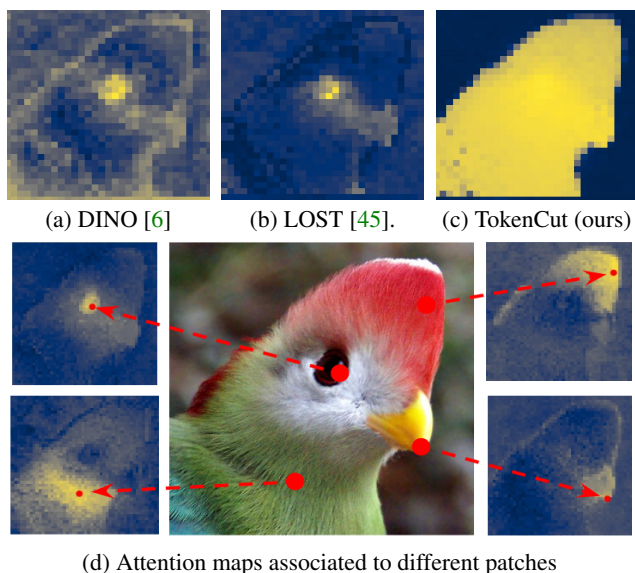 (a) DINO [6]
(b) LOST [45].
(c) TokenCut (ours)
(d) Attention maps associated to different patches